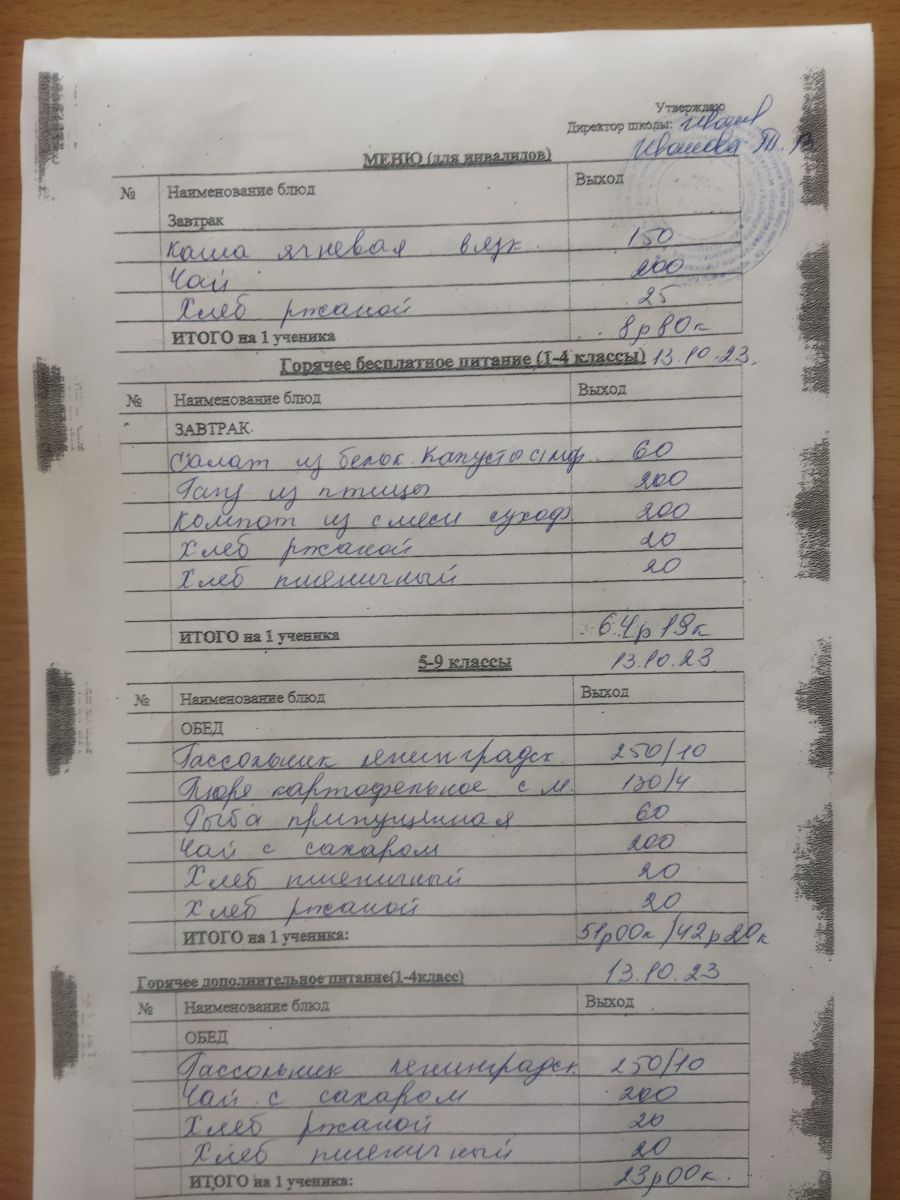 Утверждаю
Директор школы:
Иванова Т. В
МЕНЮ (для инвалидов)
№ Наименование блюд Выход
Завтрак
Каша ячневая вязк 150
Чай 200
Хлеб ржаной 25
ИТОГО на 1 ученика 8р80к
Горячее бесплатное питание (1-4 классы) 13.10.23.
№ Наименование блюд Выход
ЗАВТРАК
Салат из белок. капусты с мор. 60
Рагу из птицы 200
Компот из смеси сухоф 200
Хлеб ржаной 20
Хлеб пшеничный 20
ИТОГО на 1 ученика 64р19к
5-9 классы 13.10.23
№ Наименование блюд Выход
ОБЕД
Рассольник ленинградск. 250/10
Пюре картофельное с м. 130/4
Рыба припущенная 60
Чай с сахаром 200
Хлеб пшеничный 20
Хлеб ржаной 20
ИТОГО на 1 ученика: 51р00к/42р20к
Горячее дополнительное питание(1-4класс) 13.10.23
№ Наименование блюд Выход
ОБЕД
Рассольник ленинградск 250/10
Чай с сахаром 200
Хлеб ржаной 20
Хлеб пшеничный 20
ИТОГО на 1 ученика: 23р00к.